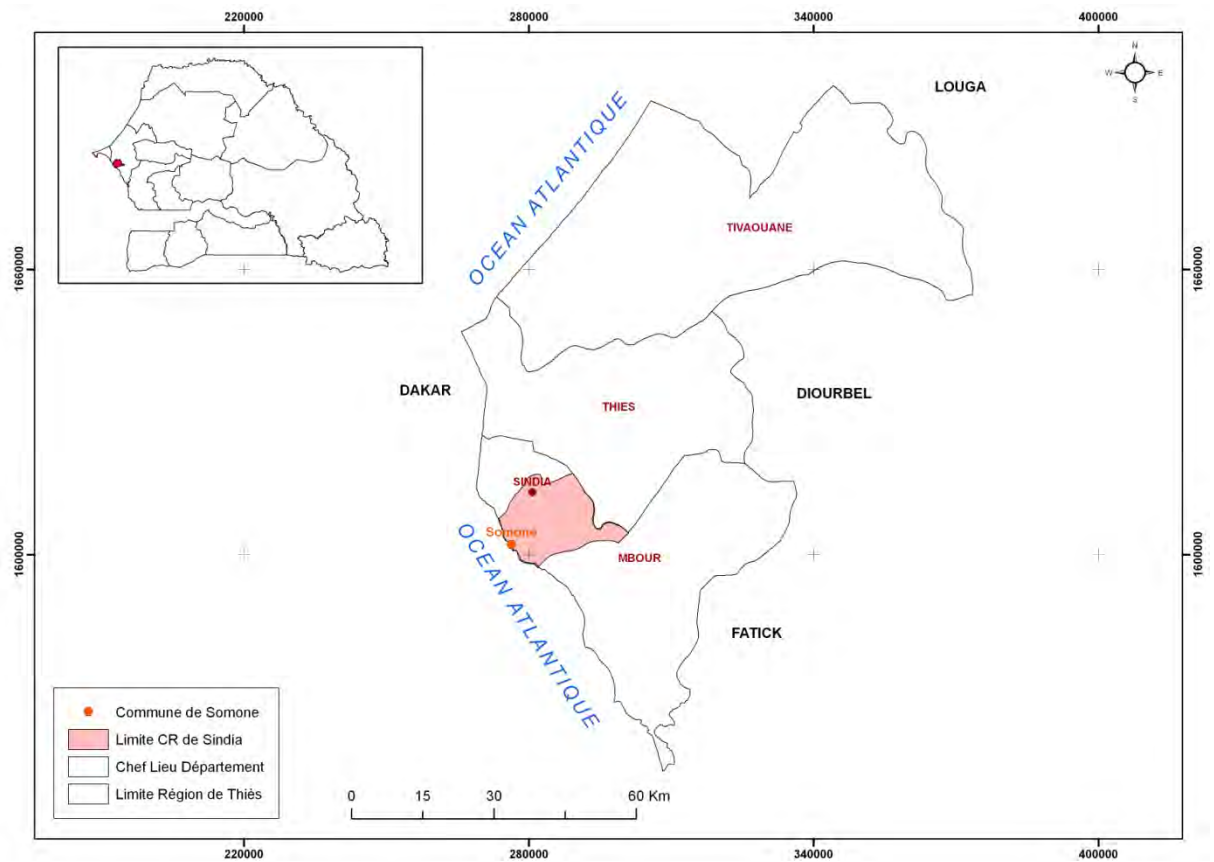 220000 280000 340000 400000
N
W E
S
LOUGA
OCEAN ATLANTIQUE
TIVAOUANE
1660000 1660000
DAKAR
DIOURBEL
THIES
SINDIA
Somone
1600000 1600000
MBOUR
OCEAN ATLANTIQUE
FATICK
Commune de Somone
Limite CR de Sindia
Chef Lieu Département
Limite Région de Thiès
0 15 30 60 Km
220000 280000 340000 400000